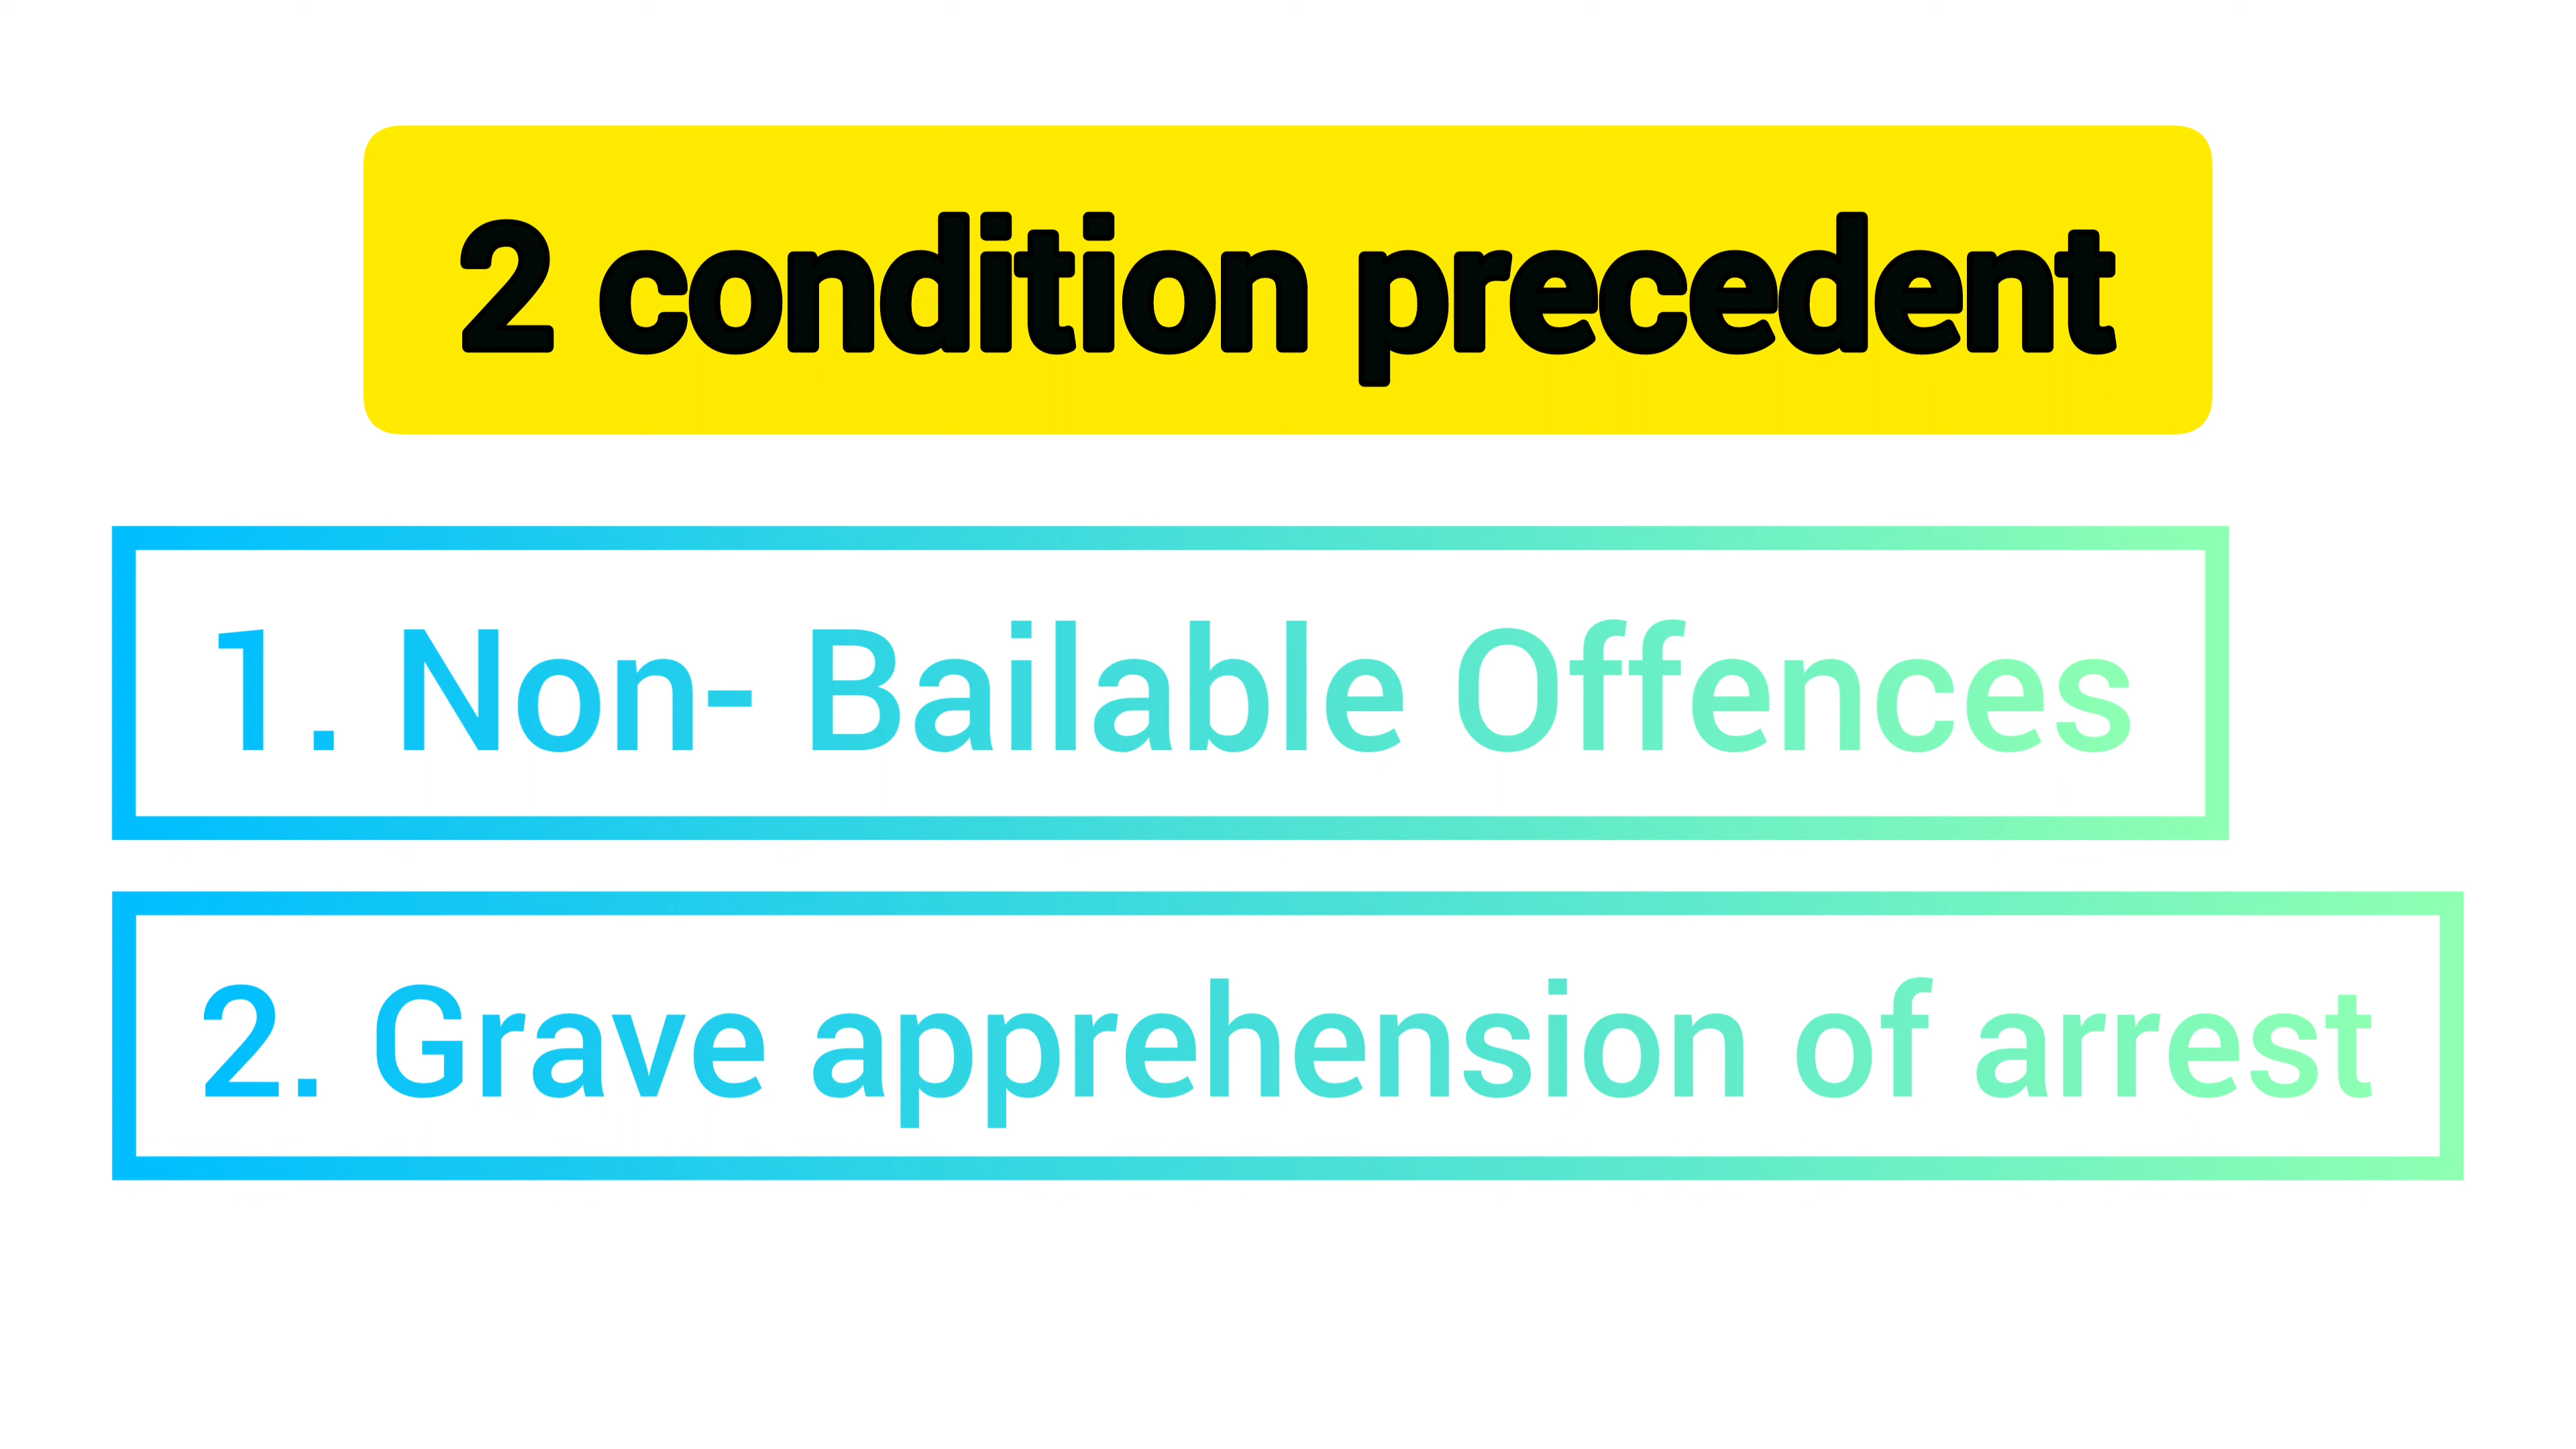 2 condition precedent
1. Non- Bailable Offences
2. Grave apprehension of arrest